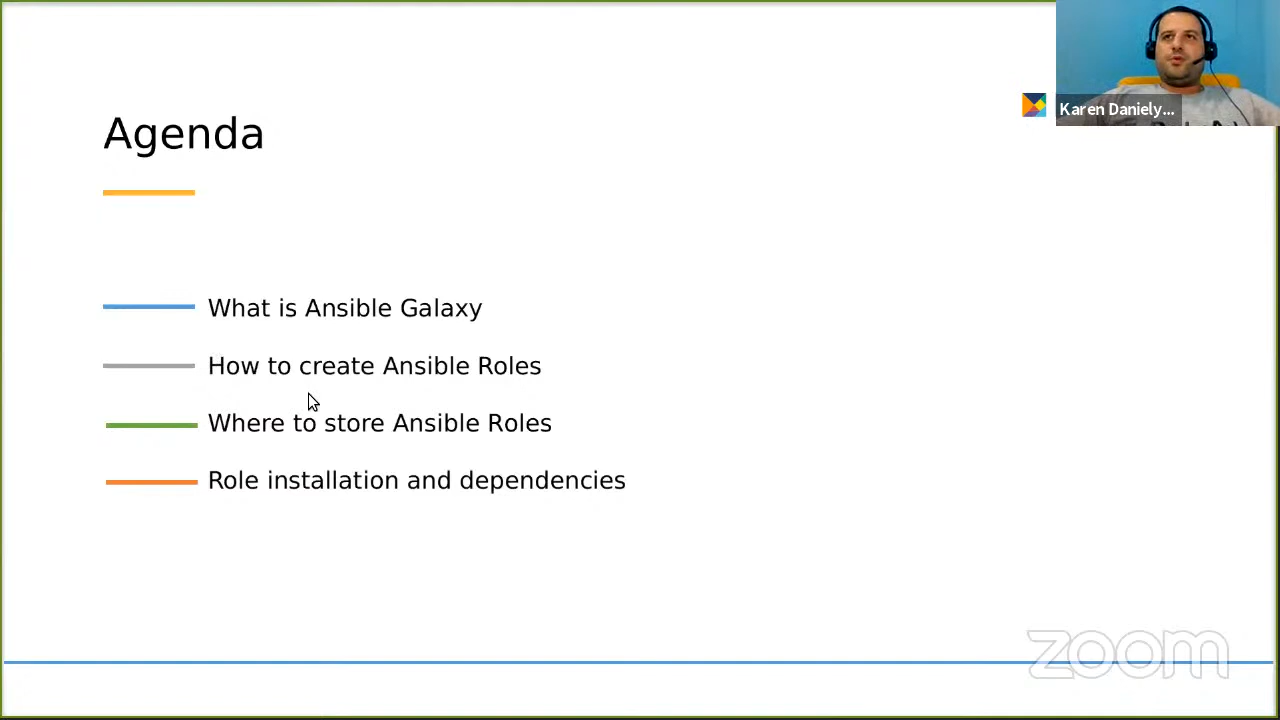 Agenda
Karen Daniely...
What is Ansible Galaxy
How to create Ansible Roles
Where to store Ansible Roles
Role installation and dependencies
zoom